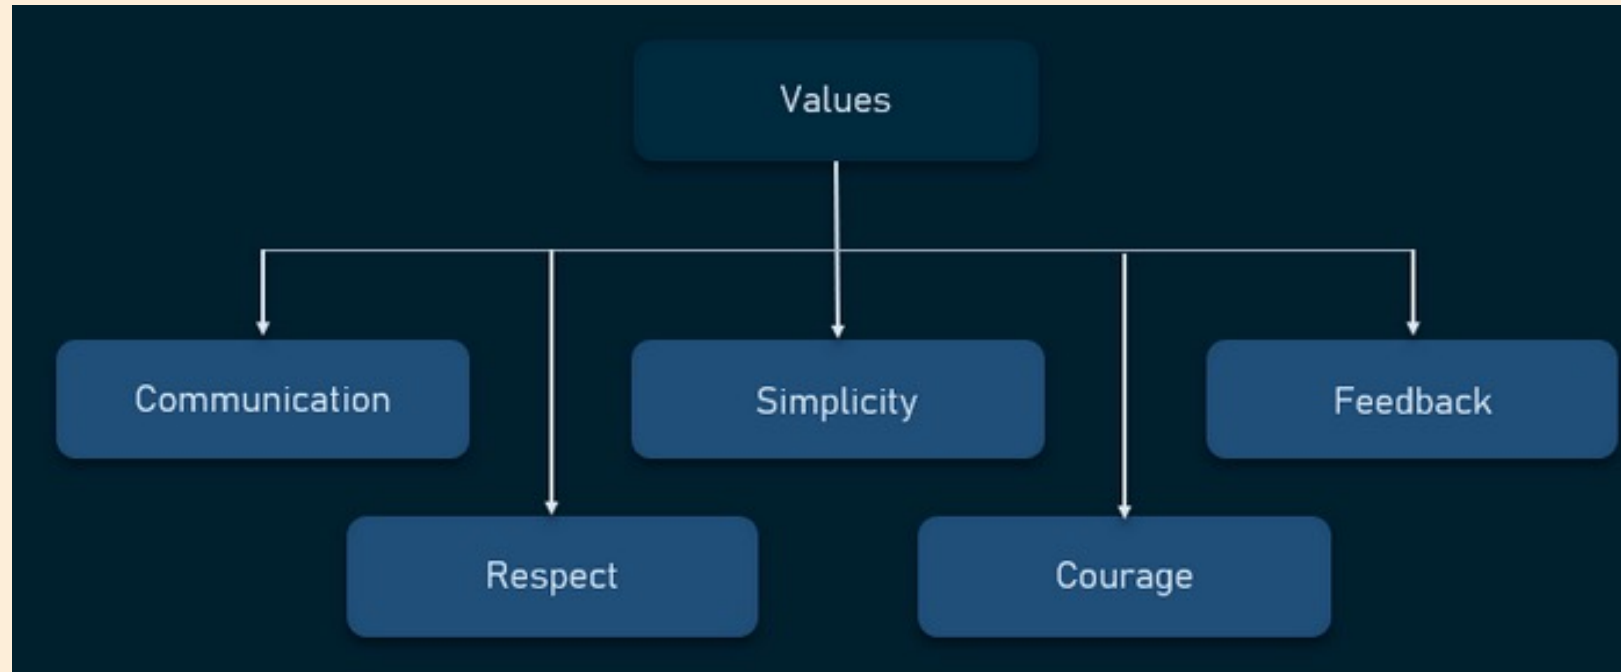 Values
Communication
Simplicity
Feedback
Respect
Courage